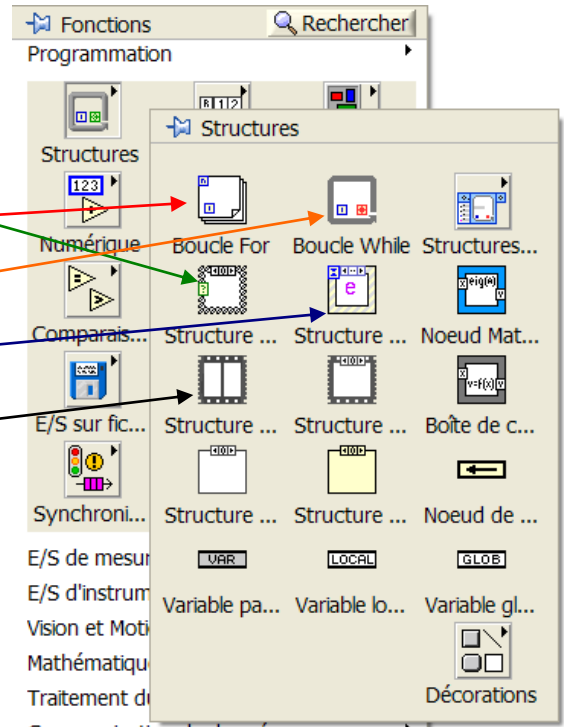 Fonctions
Rechercher
Programmation
Structures
Numérique
Comparais...
E/S sur fic...
Synchroni...
E/S de mesur
E/S d'instrum
Vision et Moti
Mathématiqu
Traitement du
Structures
Boucle For
Boucle While
Structures...
Structure ...
Structure ...
Noeud Mat...
Structure ...
Structure ...
Boîte de c...
Structure ...
Structure ...
Noeud de ...
VAR
LOCAL
GLOB
Variable pa...
Variable lo...
Variable gl...
Décorations